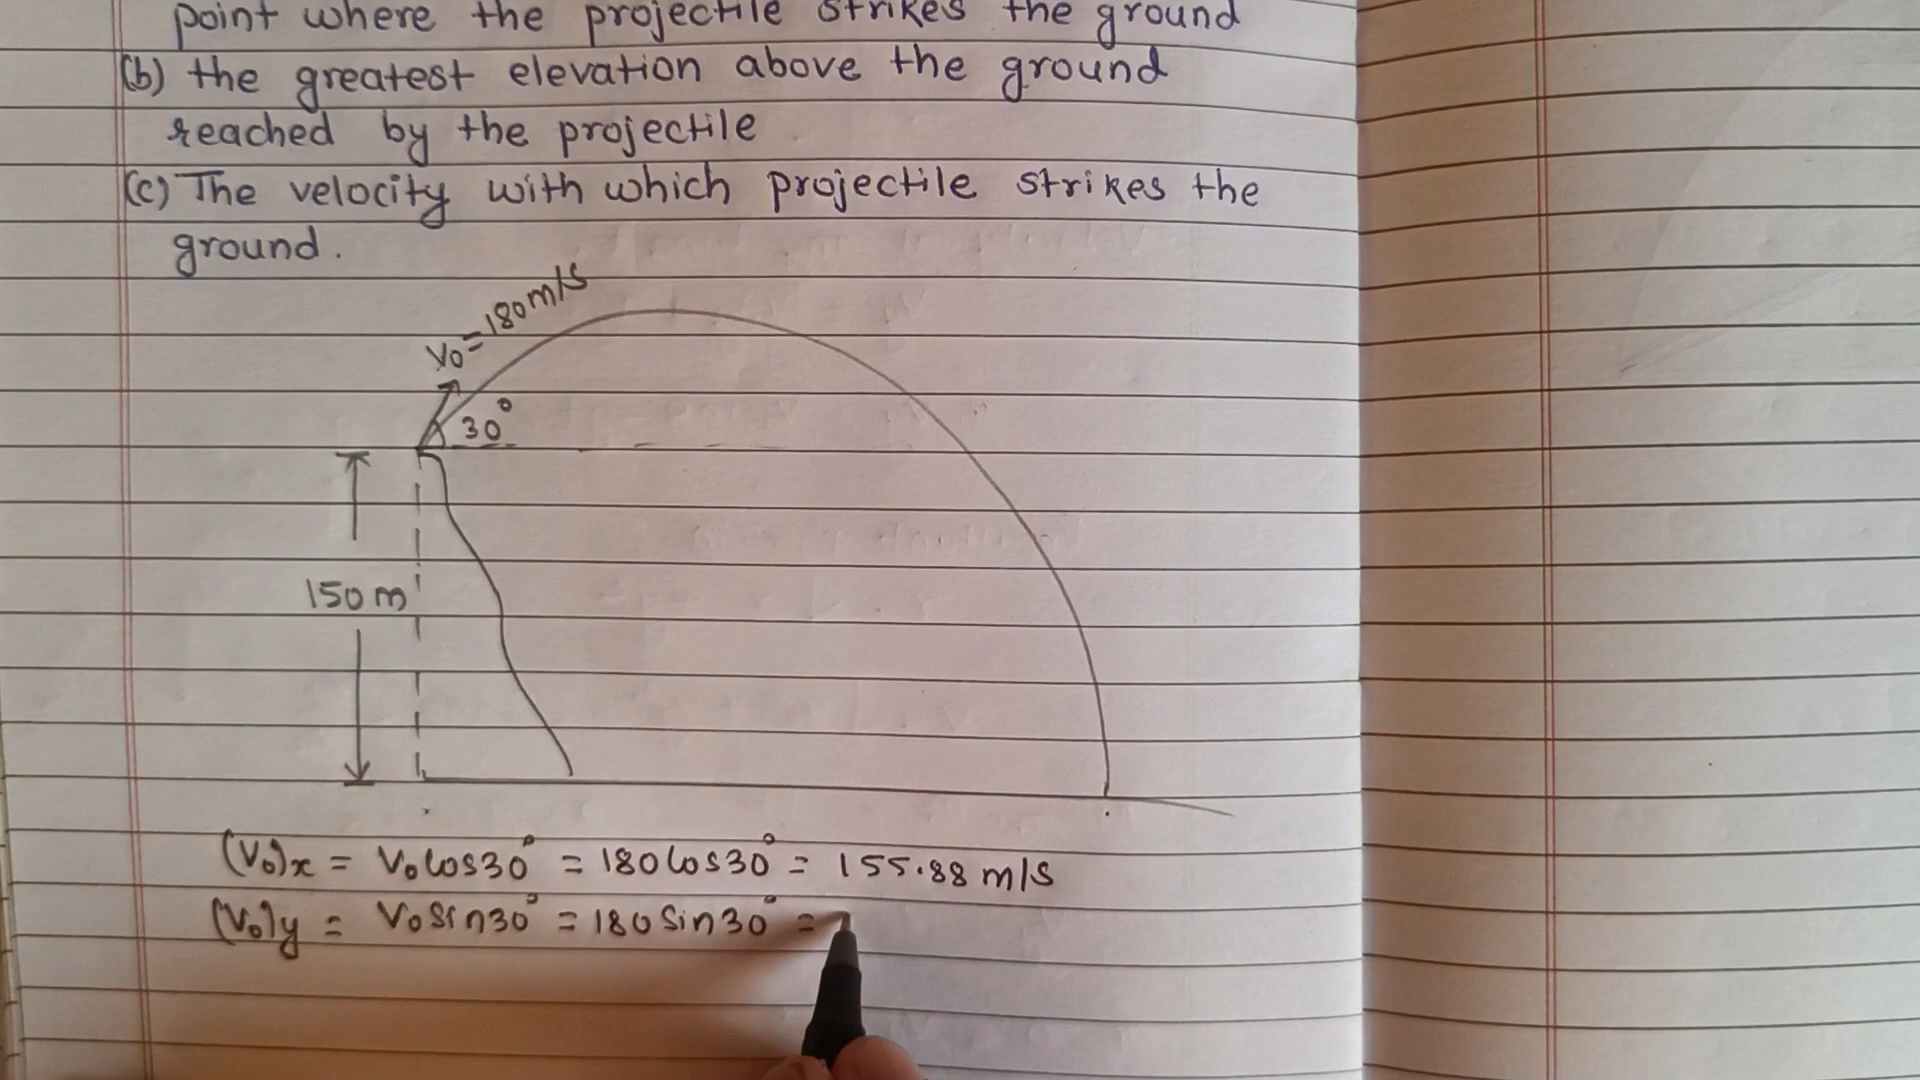 point where the projectile strikes the ground
(b) the greatest elevation above the ground
reached by the projectile
(c) The velocity with which projectile strikes the
ground.
V0=180m/s
30°
150 m
(V0)x = V0 cos30° = 180 cos30° = 155.88 m/s
(V0)y = V0 sin30° = 180 sin30° =